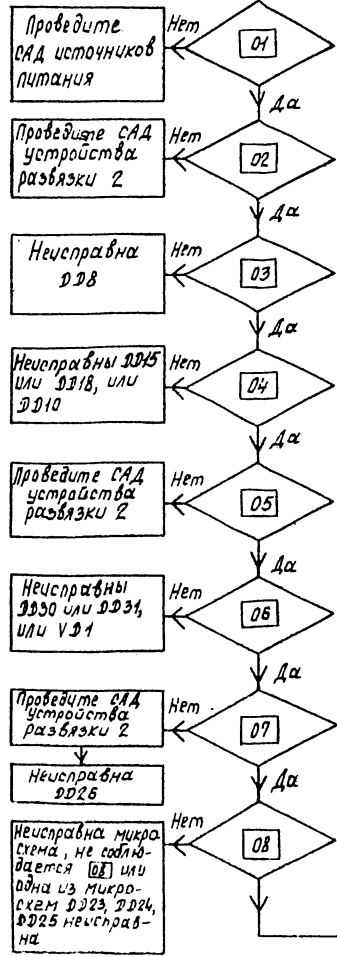 Проведите
САД источников
питания
Нет
01
Да
Проведите САД
устройства
развязки 2
Нет
02
Да
Неисправна
DD8
Нет
03
Да
Неисправны DD15
или DD18, или
DD10
Нет
04
Да
Проведите САД
устройства
развязки 2
Нет
05
Да
Неисправны
DD30 или DD31,
или VD1
Нет
06
Да
Проведите САД
устройства
развязки 2
Нет
07
Да
Неисправна
DD26
Неисправна микро
схема, не соблю-
дается 08 или
одна из микро-
схем DD23, DD24,
DD25 неисправ-
на
Нет
08